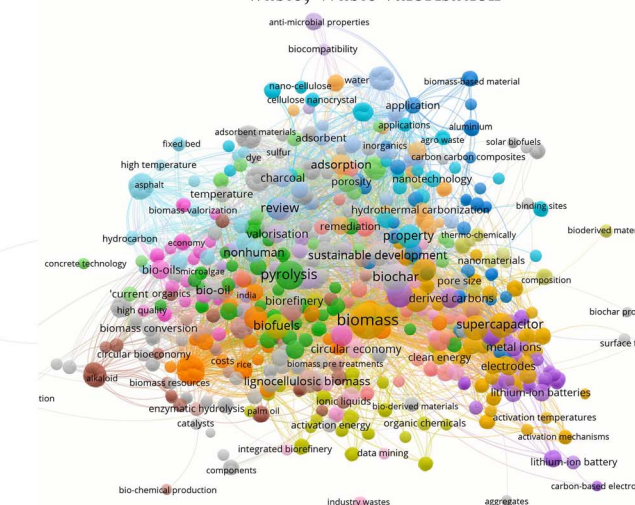 anti-microbial properties
biocompatibility
water
biomass-based material
nano-cellulose
cellulose nanocrystal
application
applications
aluminium
adsorbent materials
adsorbent
inorganics
agro waste
solar biofuels
fixed bed
sulfur
dye
carbon carbon composites
high temperature
adsorption
asphalt
charcoal
porosity
nanotechnology
temperature
biomass valorization
review
hydrothermal carbonization
binding sites
valorisation
remediation
property
thermo-chemically
bioderived mater
hydrocarbon
economy
nonhuman
sustainable development
nanomaterials
concrete technology
bio-oils
microalgae
pyrolysis
biochar
pore size
composition
'current
organics
bio-oil
india
biorefinery
derived carbons
high quality
biochar pro
biomass conversion
biofuels
biomass
supercapacitor
surface
circular bioeconomy
costs
rice
circular economy
biomass pre treatments
clean energy
metal ions
electrodes
alkaloid
biomass resources
lignocellulosic biomass
lithium-ion batteries
tion
enzymatic hydrolysis
palm oil
ionic liquids
bio-derived materials
catalysts
activation energy
organic chemicals
activation temperatures
activation mechanisms
integrated biorefinery
data mining
components
lithium-ion battery
bio-chemical production
carbon-based electro
industry wastes
aggregates